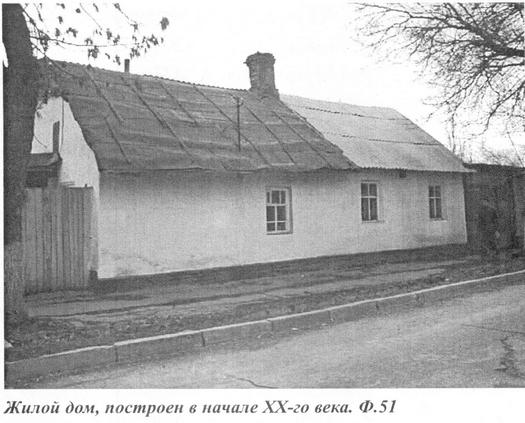 Жилой дом, построен в начале XX-го века. Ф.51